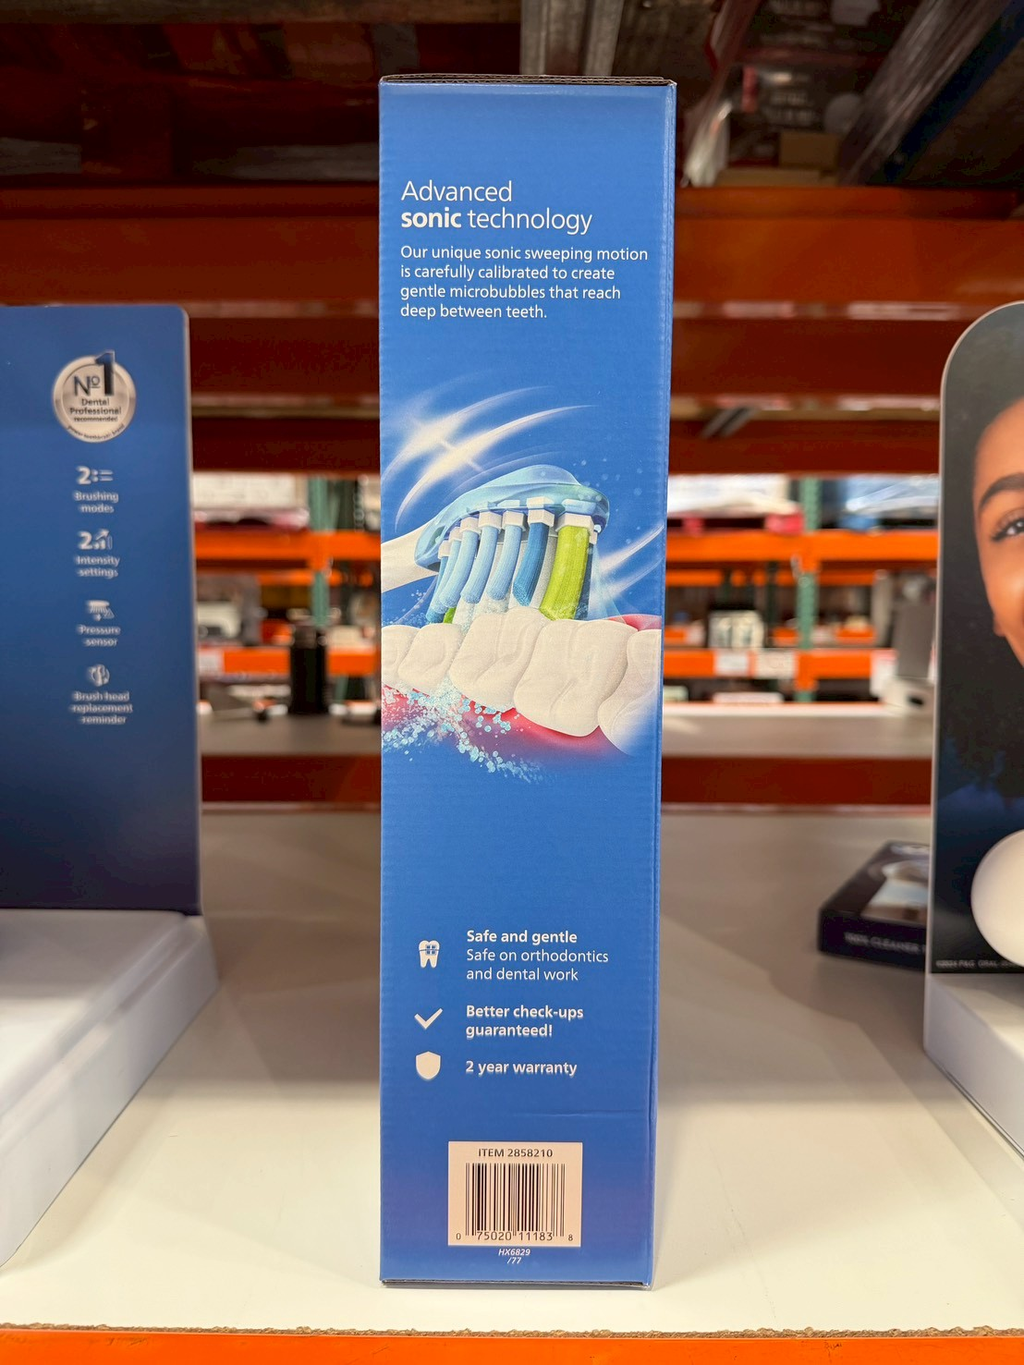 Advanced
sonic technology
Our unique sonic sweeping motion
is carefully calibrated to create
gentle microbubbles that reach
deep between teeth.
Safe and gentle
Safe on orthodontics
and dental work
Better check-ups
guaranteed!
2 year warranty
ITEM 2858210
0 75020 11183 8
HX6829
/77
Nº1
Dental
Professional
recommended
2
Brushing
modes
2
Intensity
settings
Pressure
sensor
Brush head
replacement
reminder